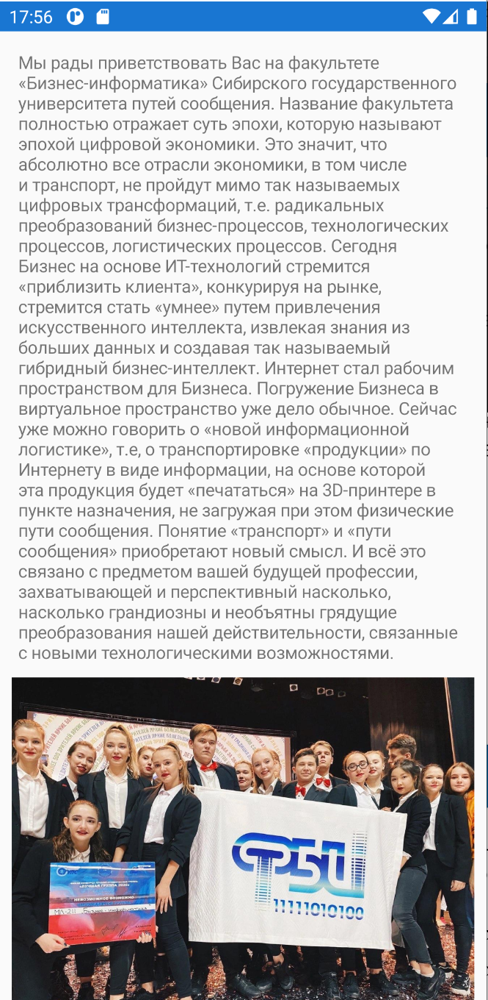 17:56
Мы рады приветствовать Вас на факультете
«Бизнес-информатика» Сибирского государственного
университета путей сообщения. Название факультета
полностью отражает суть эпохи, которую называют
эпохой цифровой экономики. Это значит, что
абсолютно все отрасли экономики, в том числе
и транспорт, не пройдут мимо так называемых
цифровых трансформаций, т.е. радикальных
преобразований бизнес-процессов, технологических
процессов, логистических процессов. Сегодня
Бизнес на основе ИТ-технологий стремится
«приблизить клиента», конкурируя на рынке,
стремится стать «умнее» путем привлечения
искусственного интеллекта, извлекая знания из
больших данных и создавая так называемый
гибридный бизнес-интеллект. Интернет стал рабочим
пространством для Бизнеса. Погружение Бизнеса в
виртуальное пространство уже дело обычное. Сейчас
уже можно говорить о «новой информационной
логистике», т.е, о транспортировке «продукции» по
Интернету в виде информации, на основе которой
эта продукция будет «печататься» на 3D-принтере в
пункте назначения, не загружая при этом физические
пути сообщения. Понятие «транспорт» и «пути
сообщения» приобретают новый смысл. И всё это
связано с предметом вашей будущей профессии,
захватывающей и перспективный насколько,
насколько грандиозны и необъятны грядущие
преобразования нашей действительности, связанные
с новыми технологическими возможностями.
ФБИ
11111010100
«ЛУЧШАЯ ГРУППА 2020»
НЕВОЗМОЖНОЕ ВОЗМОЖНО
Бизнес-информатика